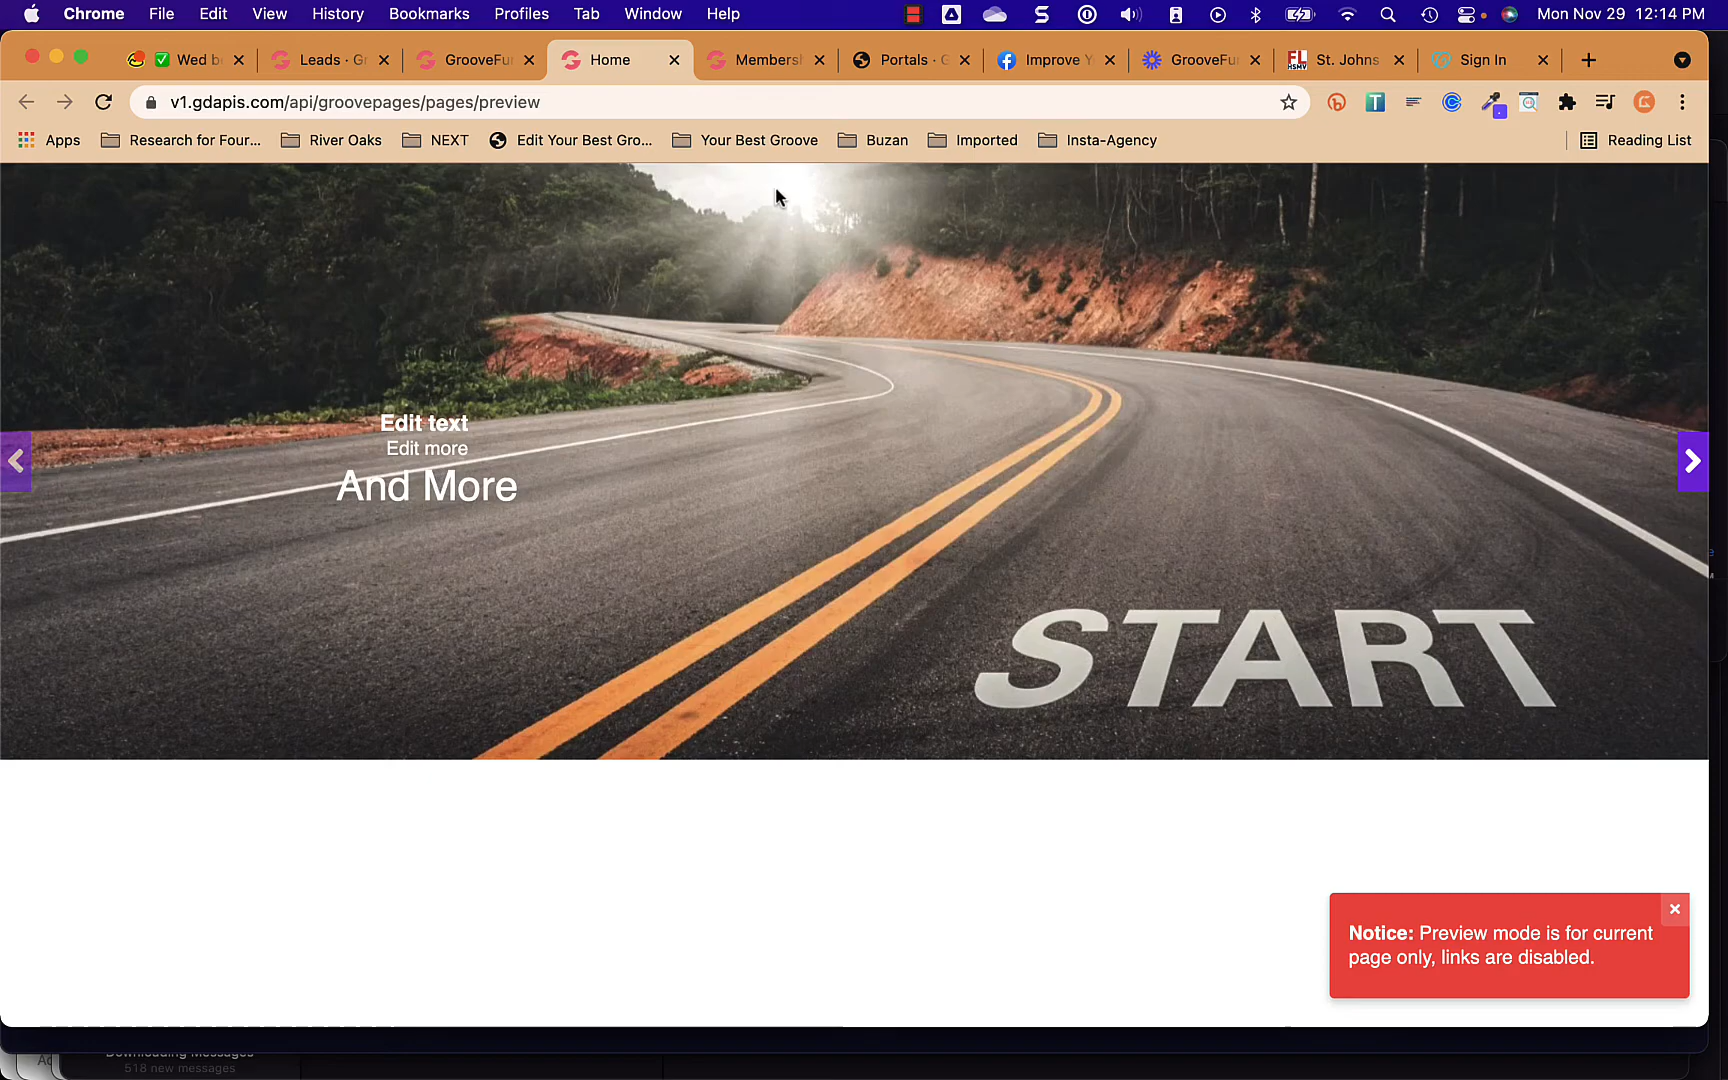 Chrome File Edit View History Bookmarks Profiles Tab Window Help Mon Nov 29 12:14 PM
Wed b Leads · Gr GrooveFu Home Members Portals · G Improve Y GrooveFu FL HSMV St. Johns Sign In
v1.gdapis.com/api/groovepages/pages/preview
Apps Research for Four... River Oaks NEXT Edit Your Best Gro... Your Best Groove Buzan Imported Insta-Agency Reading List
Edit text
Edit more
And More
START
Notice: Preview mode is for current
page only, links are disabled.
Downloading Messages
518 new messages